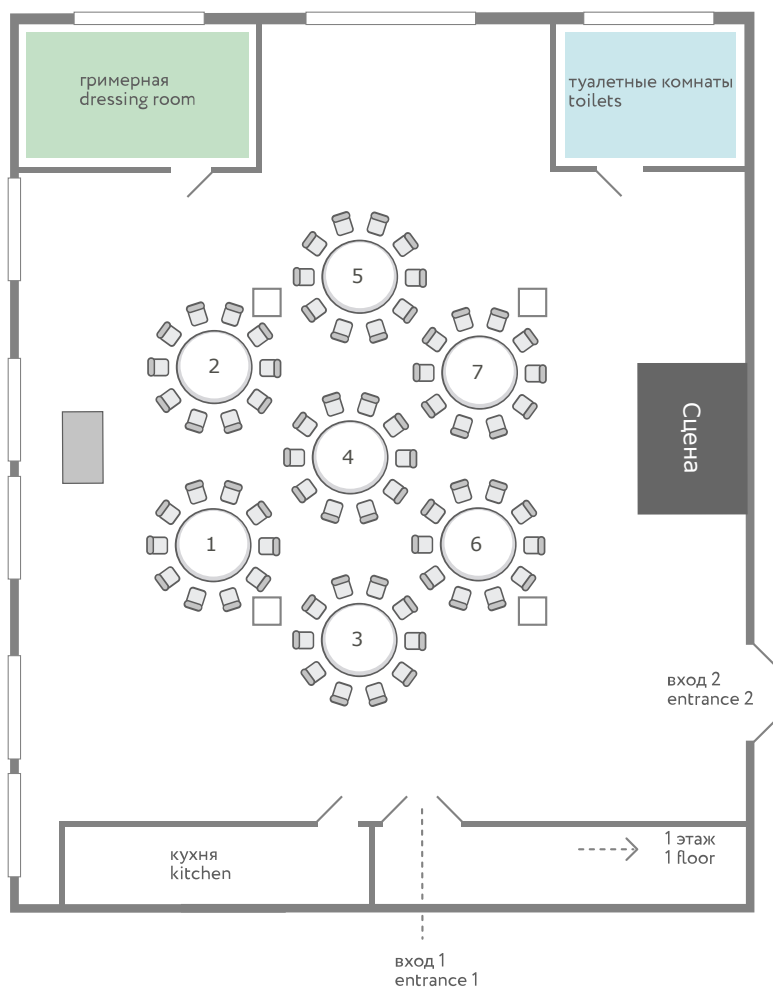 гримерная
dressing room
туалетные комнаты
toilets
5
2
7
Сцена
4
1
6
3
вход 2
entrance 2
1 этаж
1 floor
кухня
kitchen
вход 1
entrance 1